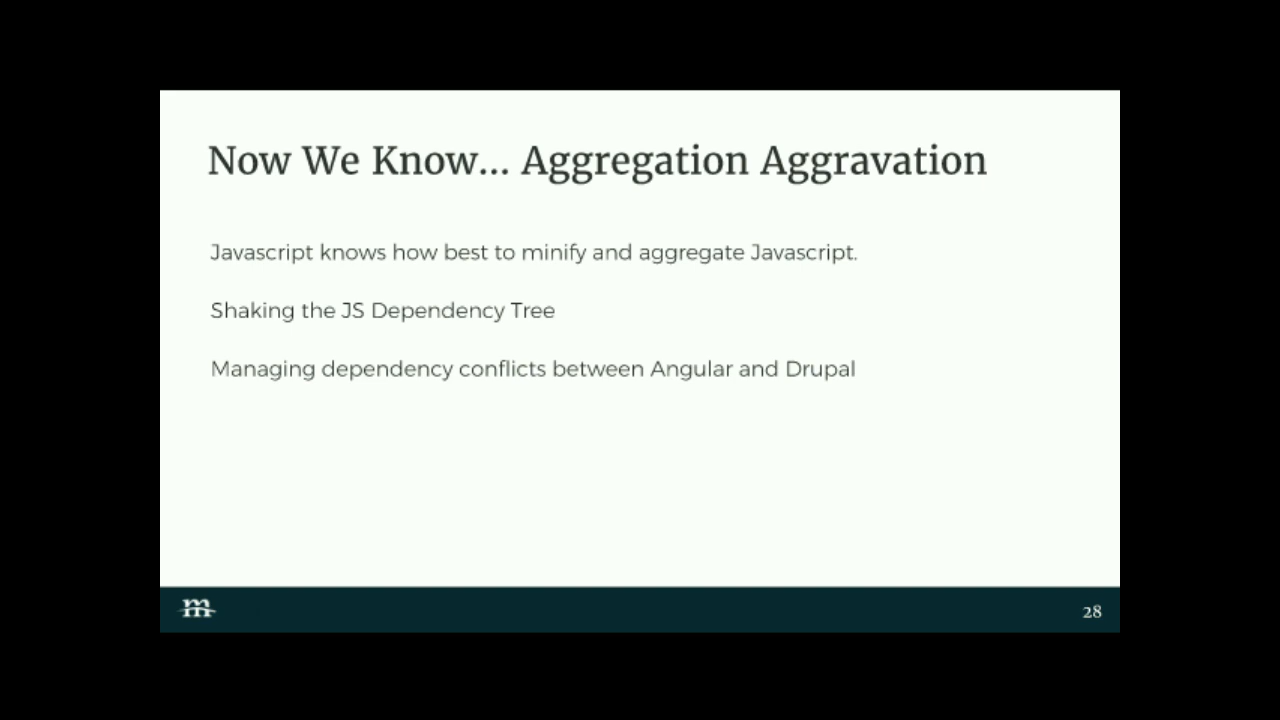 Now We Know... Aggregation Aggravation
Javascript knows how best to minify and aggregate Javascript.
Shaking the JS Dependency Tree
Managing dependency conflicts between Angular and Drupal
m
28